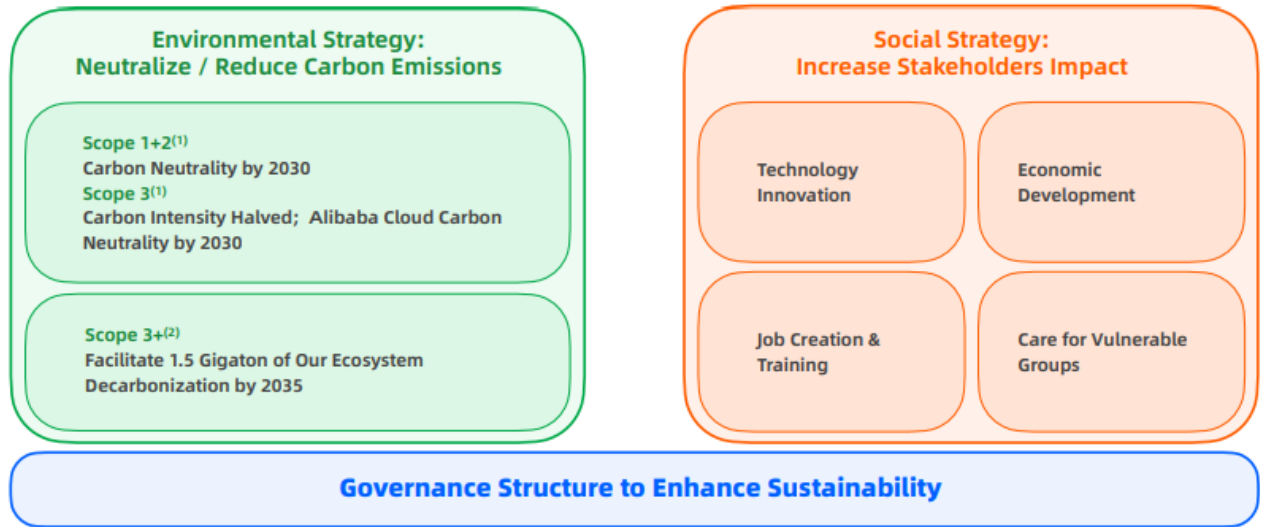 Environmental Strategy:
Neutralize / Reduce Carbon Emissions
Scope 1+2(1)
Carbon Neutrality by 2030
Scope 3(1)
Carbon Intensity Halved; Alibaba Cloud Carbon
Neutrality by 2030
Scope 3+(2)
Facilitate 1.5 Gigaton of Our Ecosystem
Decarbonization by 2035
Social Strategy:
Increase Stakeholders Impact
Technology
Innovation
Economic
Development
Job Creation &
Training
Care for Vulnerable
Groups
Governance Structure to Enhance Sustainability